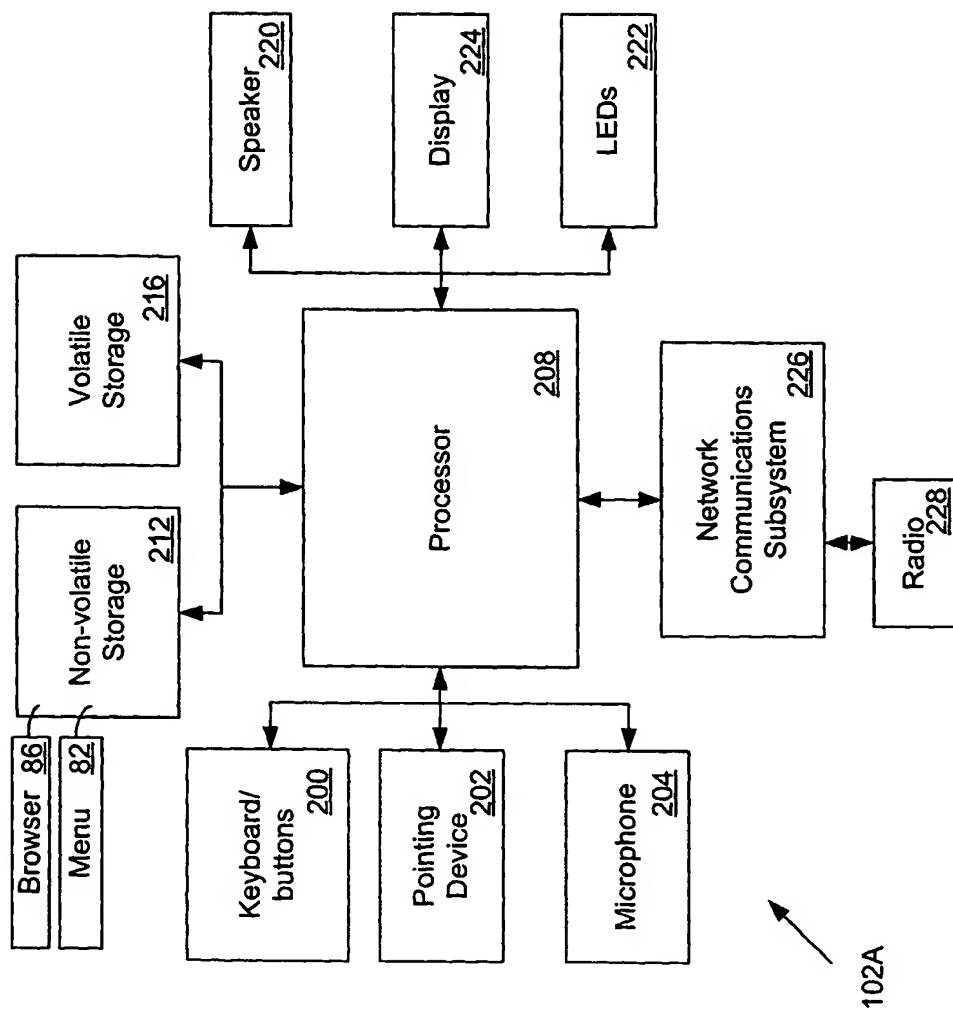 Browser 86
Menu 82
Non-volatile
Storage
212
Volatile
Storage
216
Keyboard/
buttons
200
Pointing
Device
202
Microphone
204
Processor
208
Speaker
220
Display
224
LEDs
222
Network
Communications
Subsystem
226
Radio
228
102A